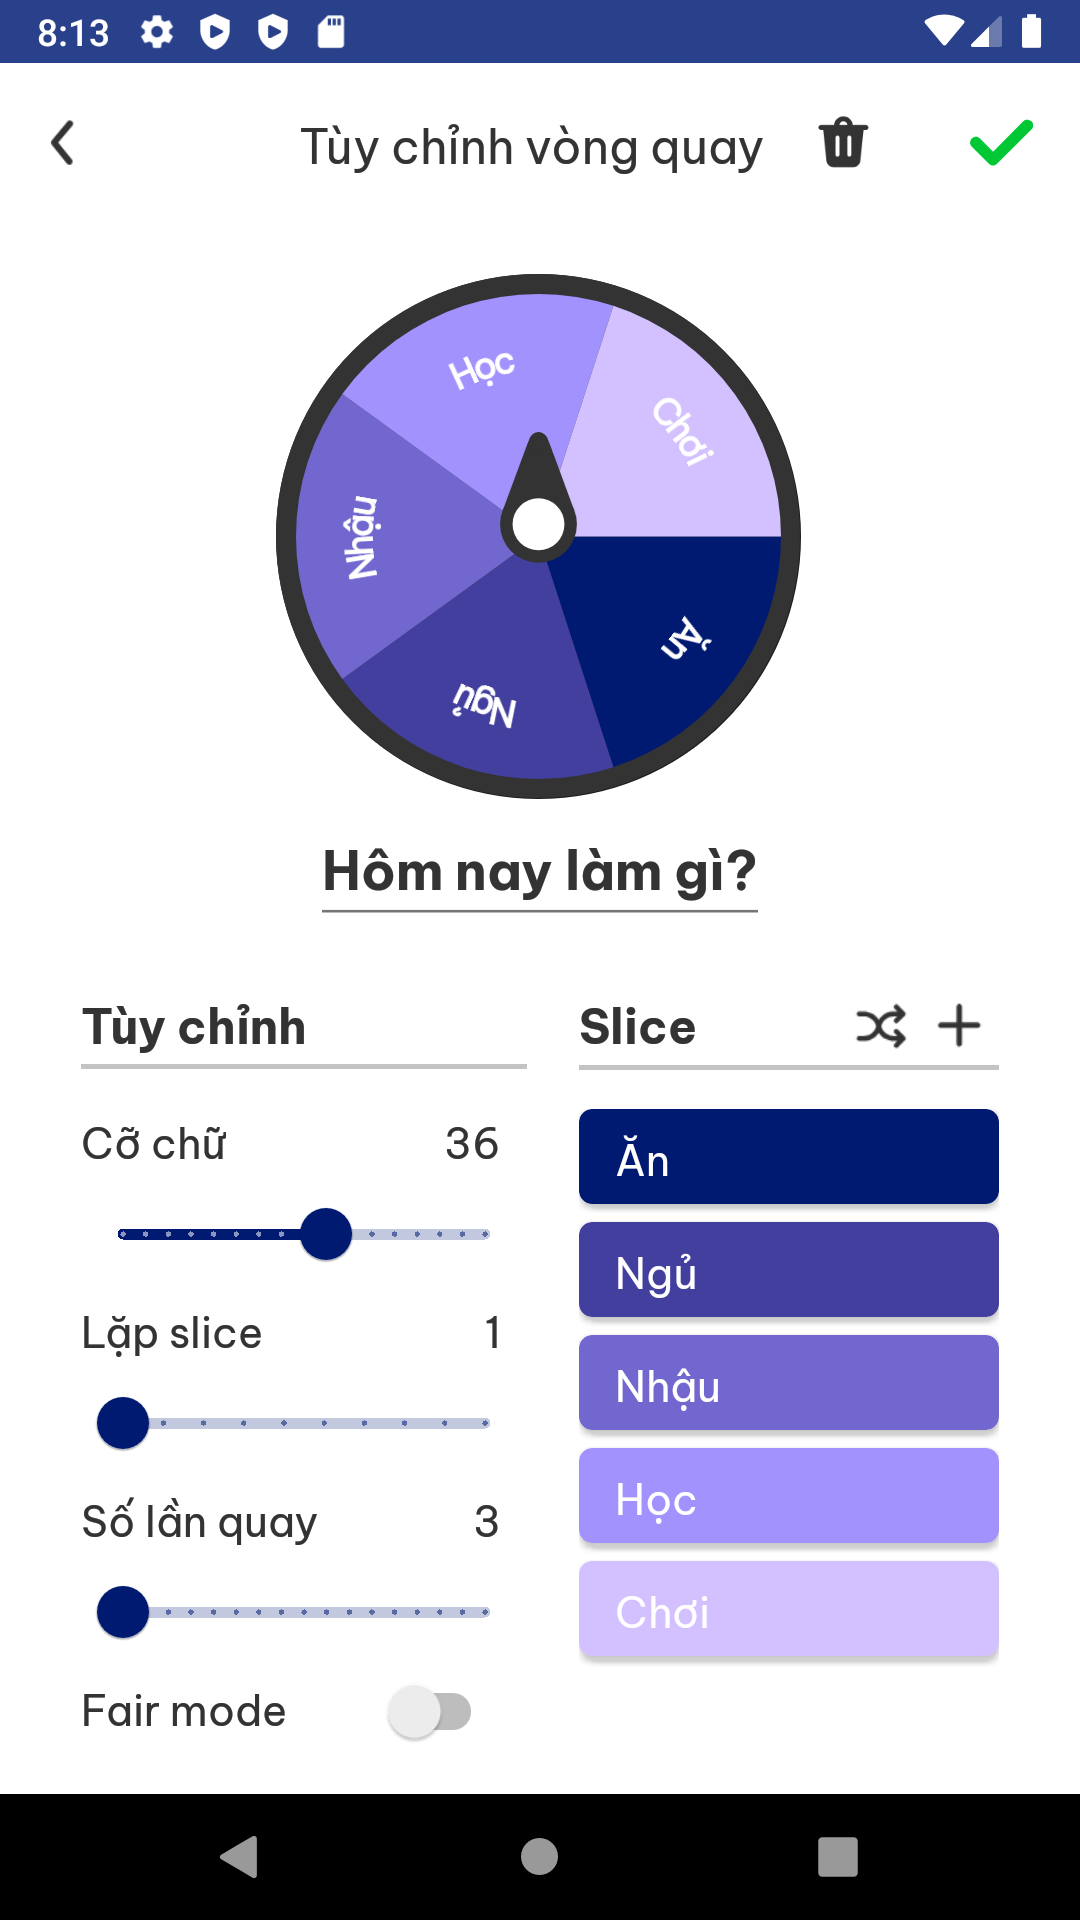 8:13
Tùy chỉnh vòng quay
Học
Chơi
Nhậu
Ăn
Ngủ
Hôm nay làm gì?
Tùy chỉnh
Slice
Cỡ chữ 36
Ăn
Ngủ
Lặp slice 1
Nhậu
Học
Số lần quay 3
Chơi
Fair mode